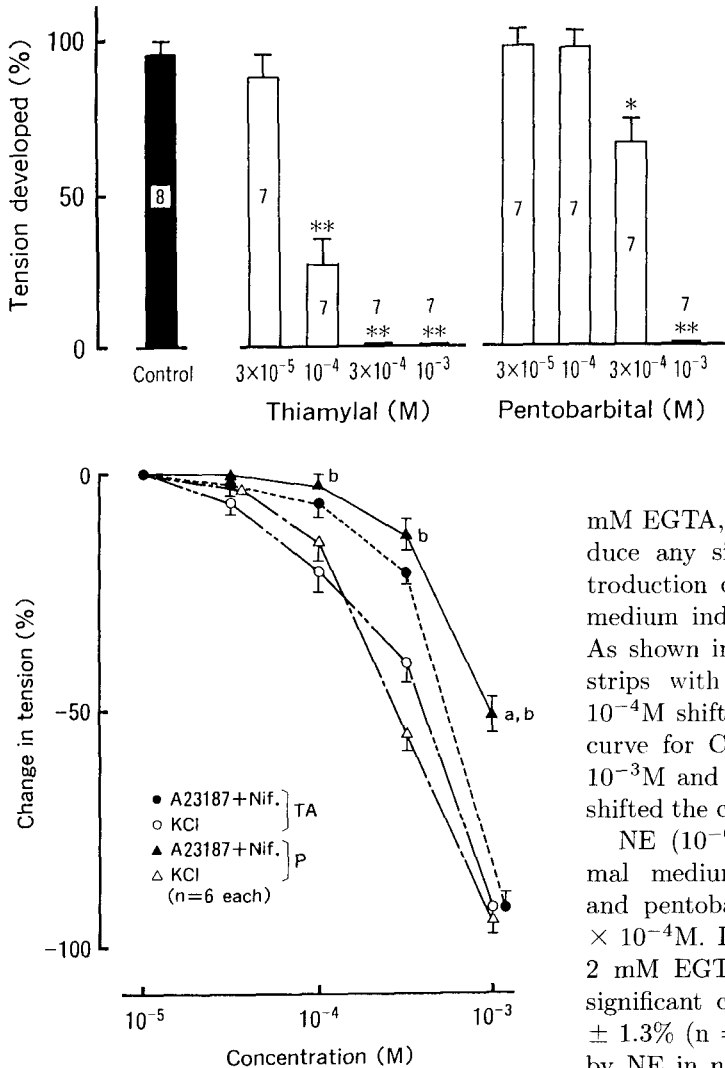 Tension developed (%)
100
50
0
8
7
7
7
7
7
7
7
7
**
**
**
*
**
Control
3×10⁻⁵ 10⁻⁴ 3×10⁻⁴ 10⁻³
3×10⁻⁵ 10⁻⁴ 3×10⁻⁴ 10⁻³
Thiamylal (M)
Pentobarbital (M)
Change in tension (%)
0
-50
-100
b
b
a, b
A23187+Nif.
KCl
TA
A23187+Nif.
KCl
P
(n=6 each)
10⁻⁵
10⁻⁴
10⁻³
Concentration (M)
mM EGTA,
duce any si
troduction
medium ind
As shown in
strips with
10⁻⁴M shift
curve for C
10⁻³M and
shifted the c
NE (10⁻
mal medium
and pentoba
× 10⁻⁴M. I
2 mM EGT
significant c
± 1.3% (n =
by NE in n